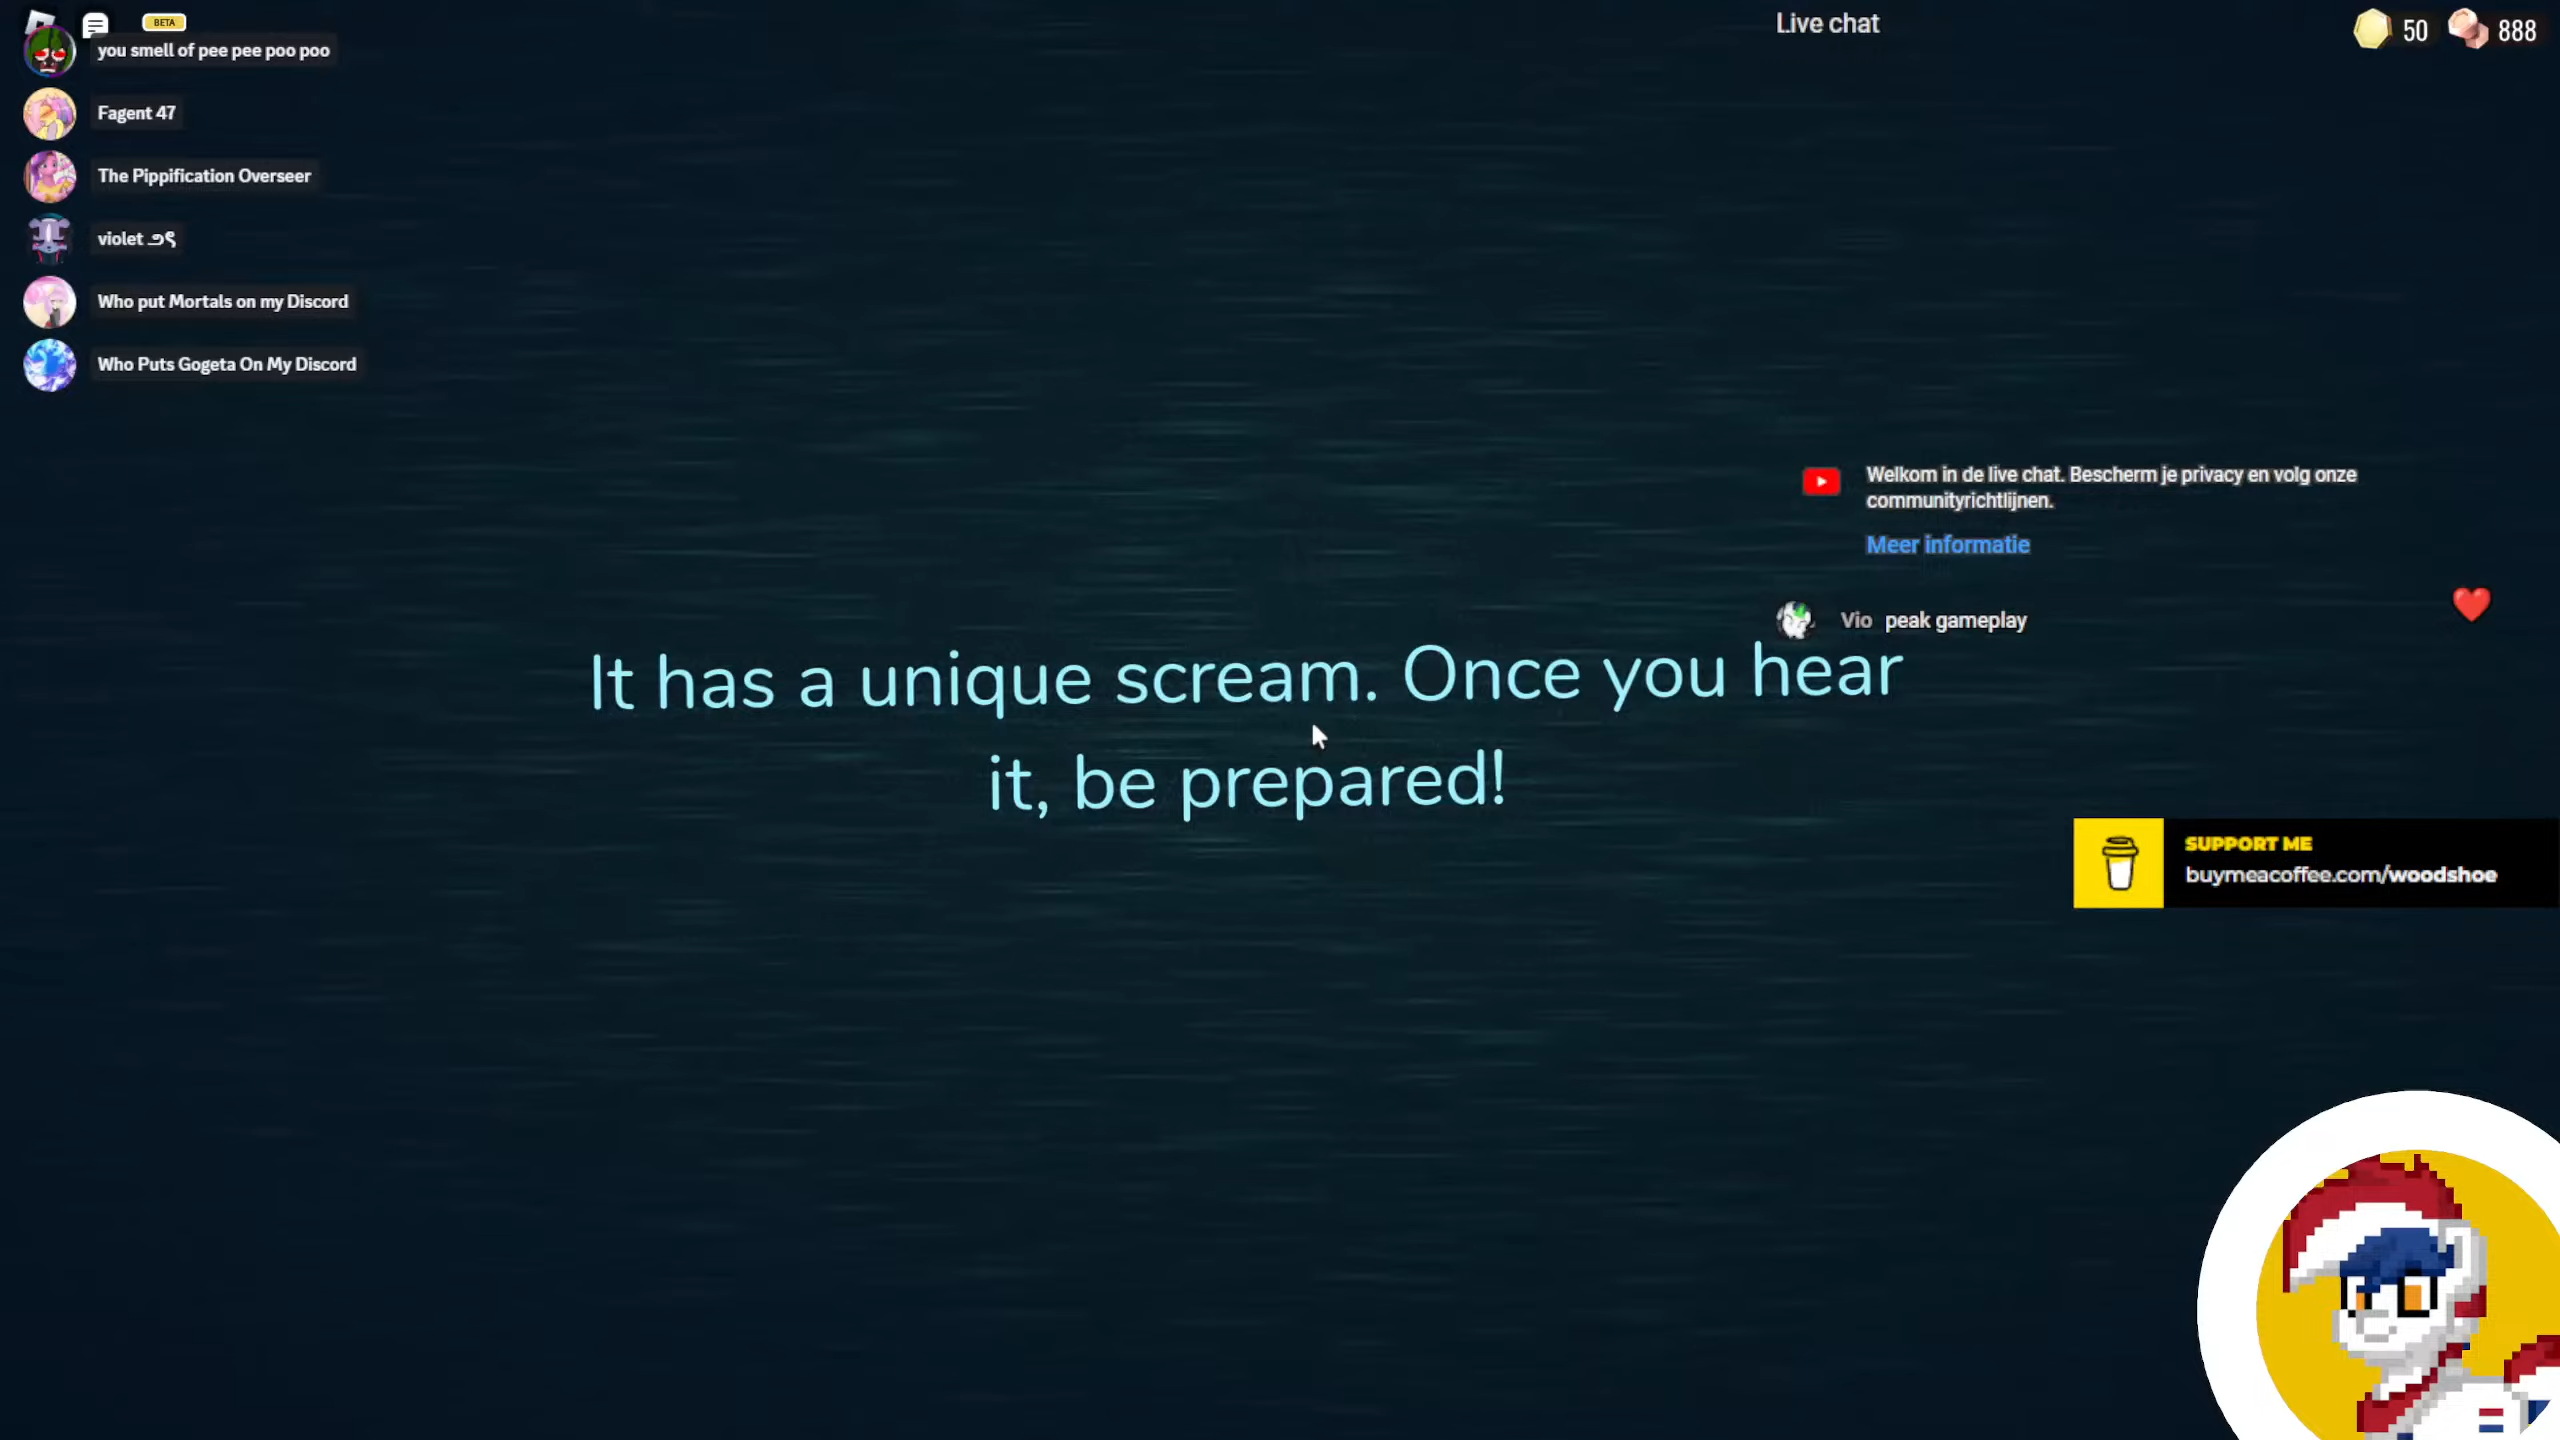 BETA
Live chat
50
888
you smell of pee pee poo poo
Fagent 47
The Pippification Overseer
violet ౨ৎ
Who put Mortals on my Discord
Who Puts Gogeta On My Discord
Welkom in de live chat. Bescherm je privacy en volg onze
communityrichtlijnen.
Meer informatie
Vio peak gameplay
It has a unique scream. Once you hear
it, be prepared!
SUPPORT ME
buymeacoffee.com/woodshoe